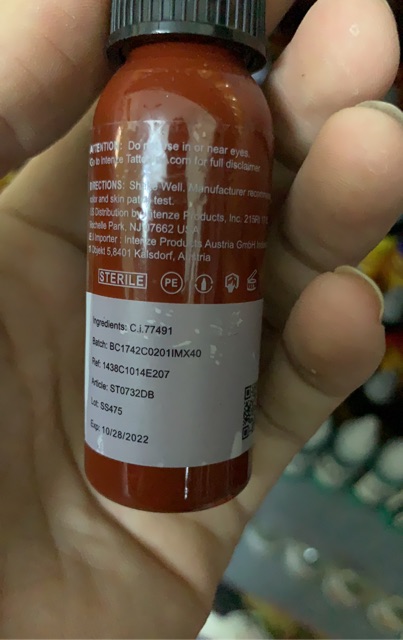 ATTENTION: Do not use in or near eyes.
Go to Intenze Tattoo .com for full disclaimer
DIRECTIONS: Shake Well. Manufacturer
and skin patch test.
US Distribution by Intenze Products, Inc.
Rochelle Park, NJ 07662 USA
EU Importer : Intenze Products Austria GmbH
Objekt 5,8401 Kalsdorf, Austria
STERILE PE
Ingredients: C.i.77491
Batch: BC1742C0201IMX40
Ref: 1438C1014E207
Article: ST0732DB
Lot: SS475
Exp: 10/28/2022